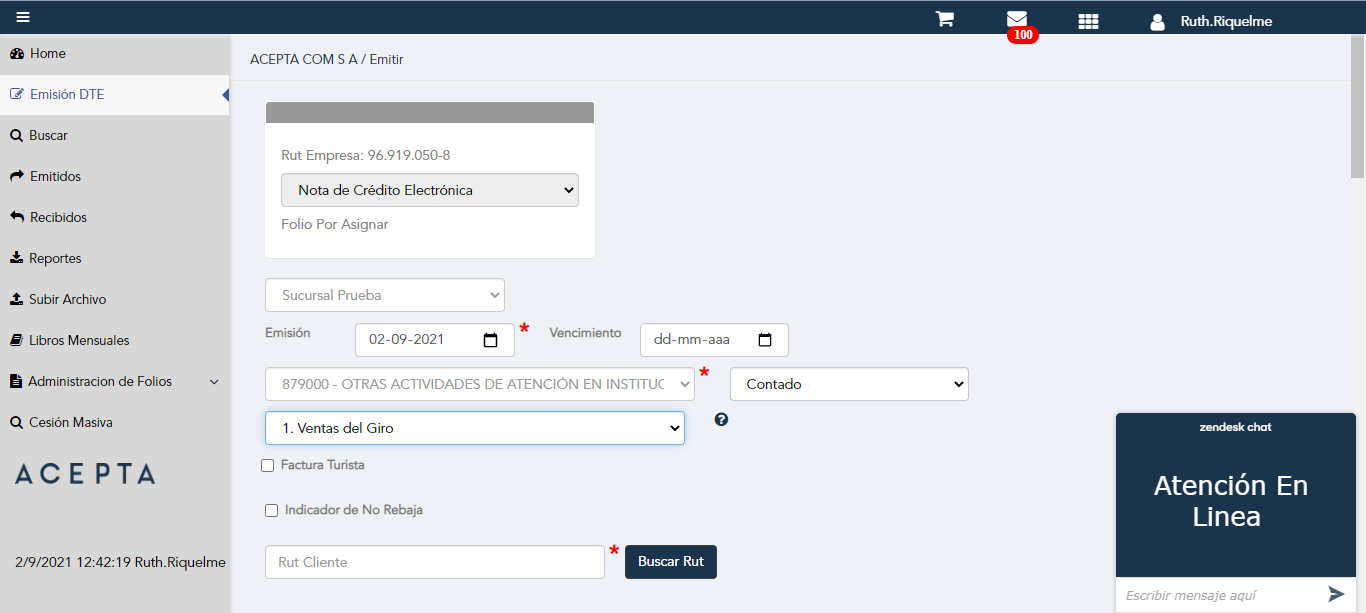 100
Ruth.Riquelme
Home
Emisión DTE
Buscar
Emitidos
Recibidos
Reportes
Subir Archivo
Libros Mensuales
Administracion de Folios
Cesión Masiva
ACEPTA
2/9/2021 12:42:19 Ruth.Riquelme
ACEPTA COM S A / Emitir
Rut Empresa: 96.919.050-8
Nota de Crédito Electrónica
Folio Por Asignar
Sucursal Prueba
Emisión 02-09-2021 * Vencimiento dd-mm-aaa
879000 - OTRAS ACTIVIDADES DE ATENCIÓN EN INSTITUC * Contado
1. Ventas del Giro
Factura Turista
Indicador de No Rebaja
Rut Cliente * Buscar Rut
zendesk chat
Atención En
Linea
Escribir mensaje aquí